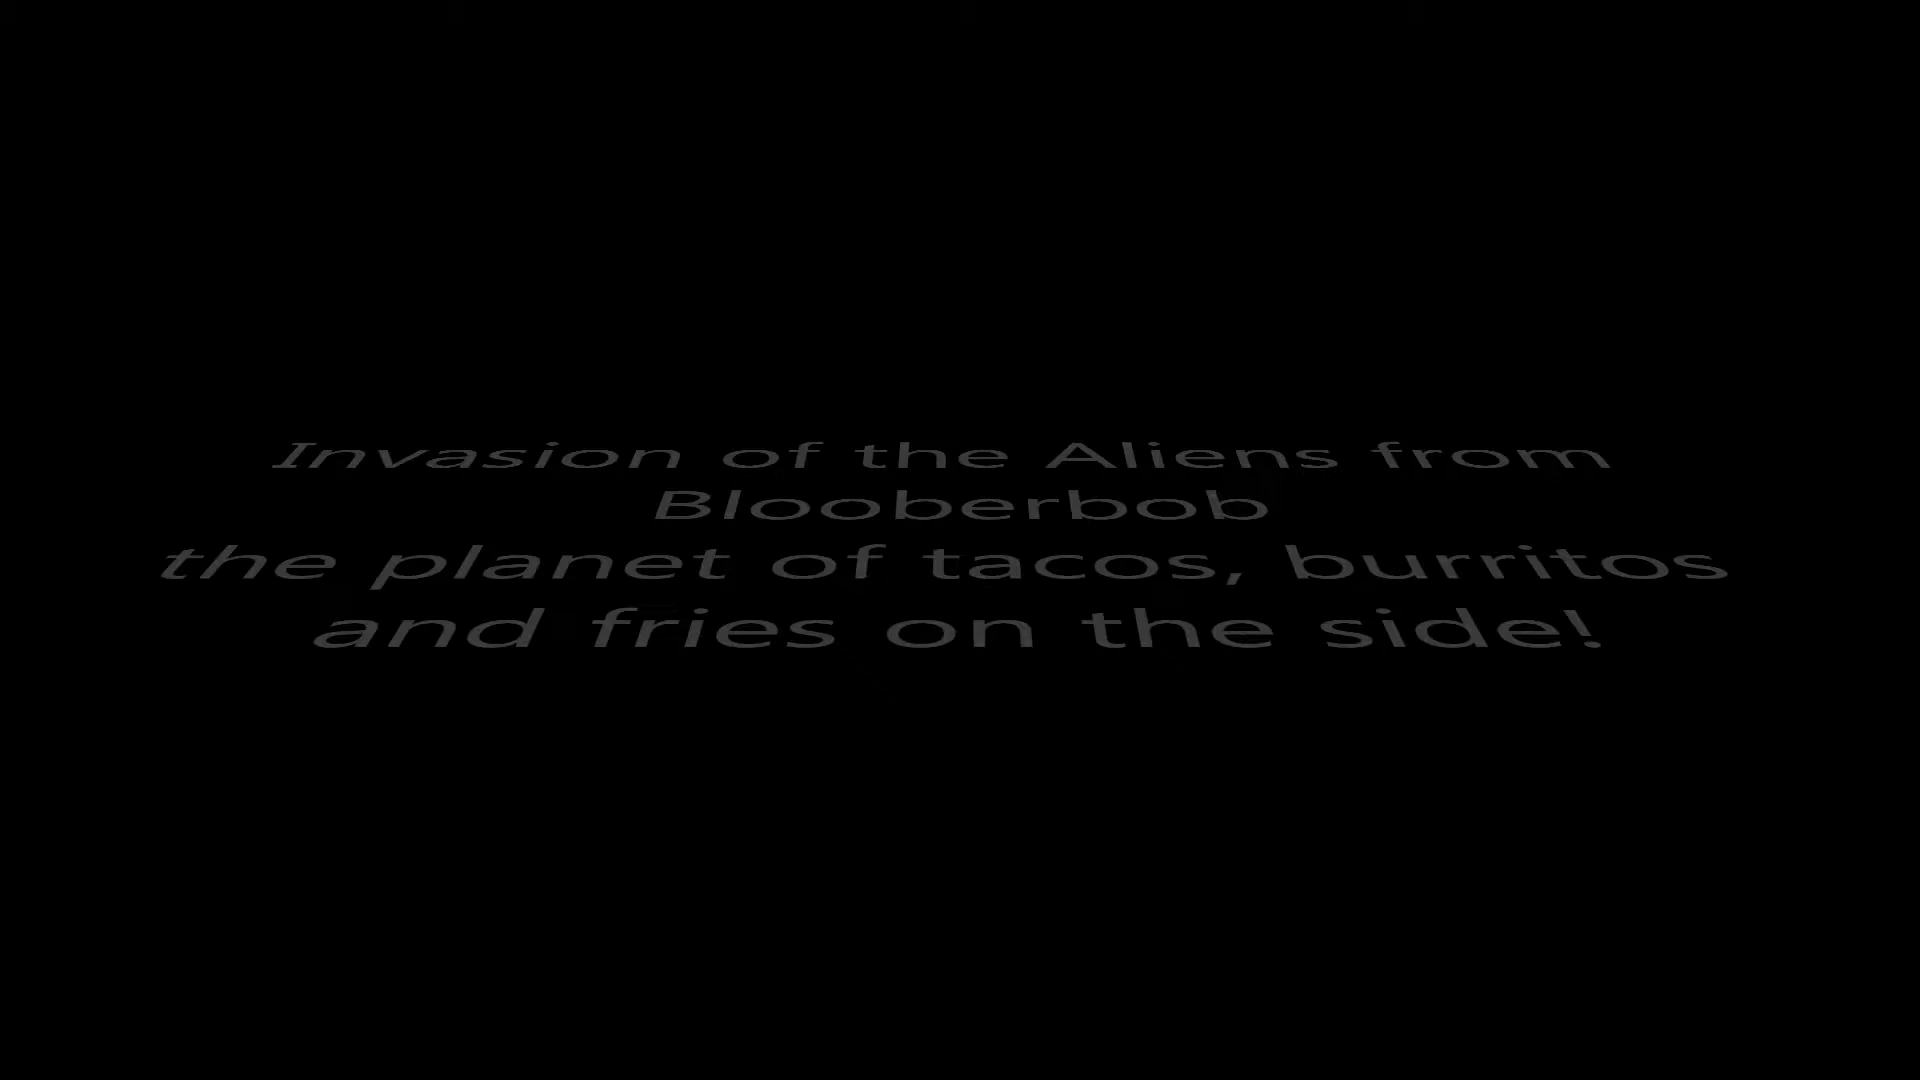 Invasion of the Aliens from
Blooberbob
the planet of tacos, burritos
and fries on the side!